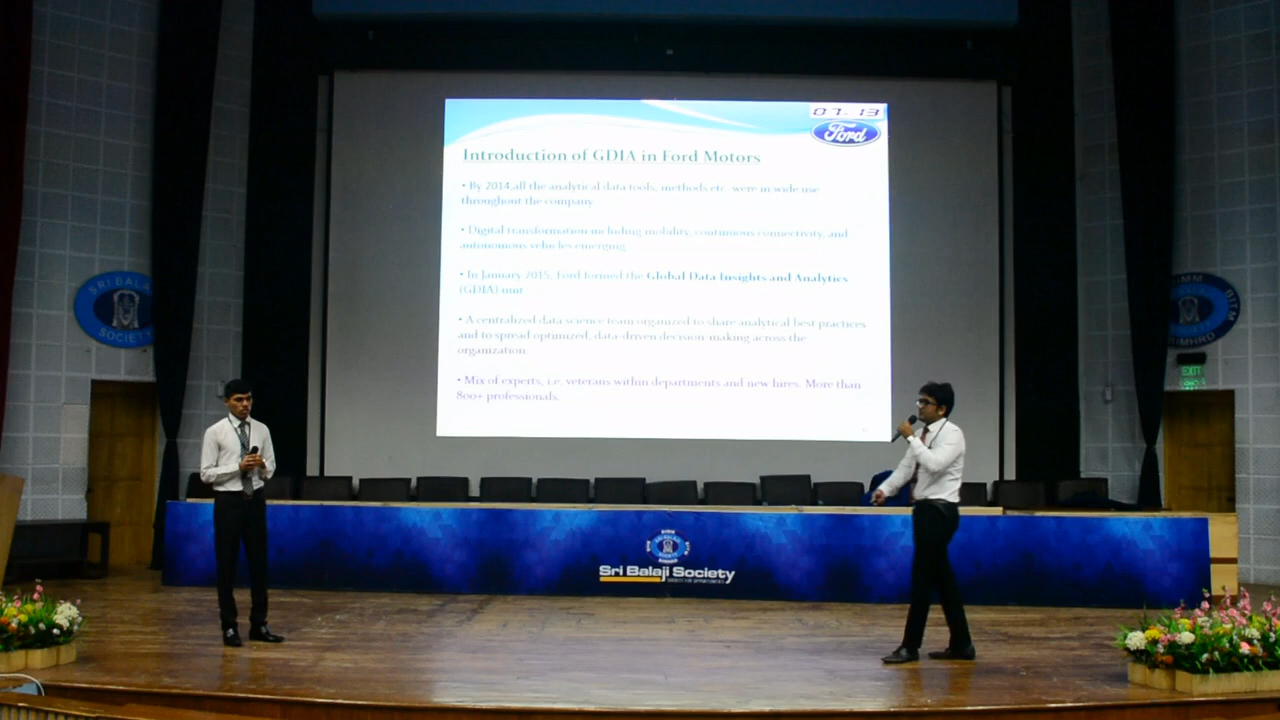 07:13
Ford
Introduction of GDIA in Ford Motors
• By 2014,all the analytical data tools, methods etc. were in wide use
throughout the company
• Digital transformation including mobility, continuous connectivity, and
autonomous vehicles emerging
• In January 2015, Ford formed the Global Data Insights and Analytics
(GDIA) unit
• A centralized data science team organized to share analytical best practices
and to spread optimized, data-driven decision-making across the
organization.
• Mix of experts, i.e. veterans within departments and new hires. More than
800+ professionals.
SRI BALAJI
SOCIETY
EXIT
Sri Balaji Society